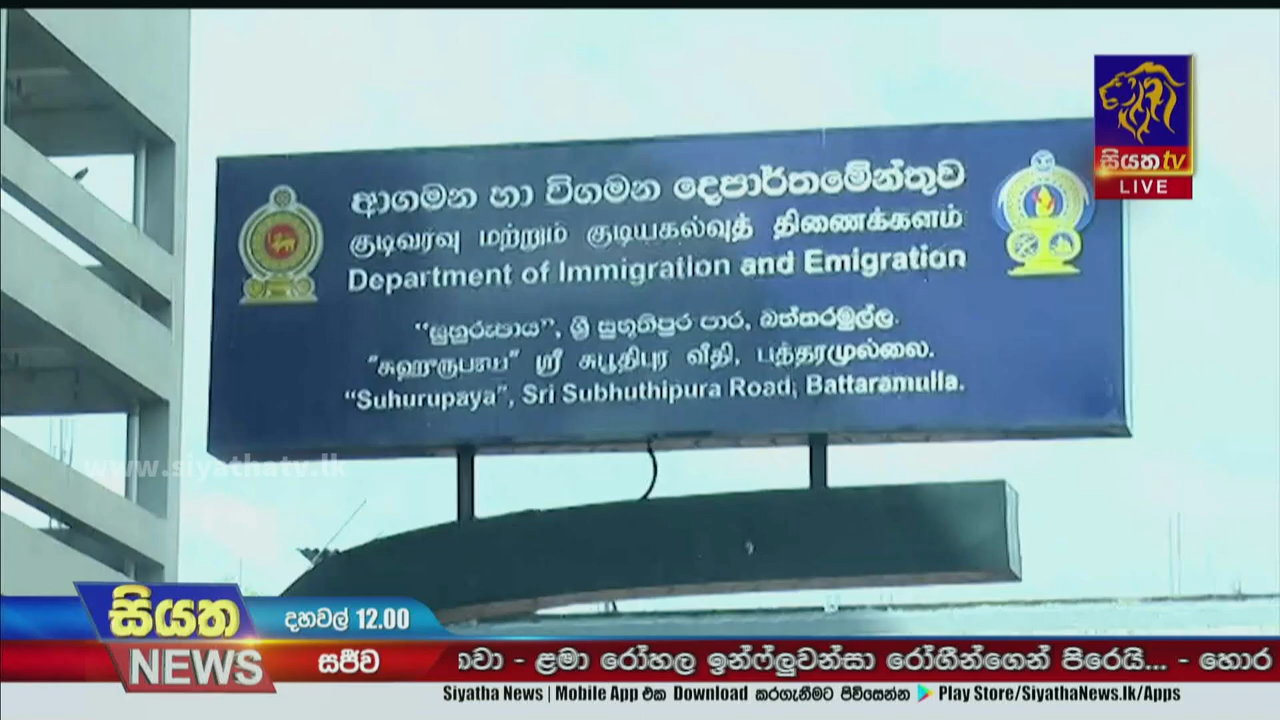 සියත tv
LIVE
ආගමන හා විගමන දෙපාර්තමේන්තුව
குடிவரவு மற்றும் குடியகல்வுத் திணைக்களம்
Department of Immigration and Emigration
“සුහුරුපාය”, ශ්‍රී සුභූතිපුර පාර, බත්තරමුල්ල.
“சுஹுருபாய” ஸ்ரீ சுபூதிபுர வீதி, பத்தரமுல்லை.
“Suhurupaya”, Sri Subhuthipura Road, Battaramulla.
www.siyathatv.lk
සියත දහවල් 12.00
NEWS සජීව වා - ළමා රෝහල ඉන්ෆ්ලුවන්සා රෝගීන්ගෙන් පිරෙයි... - හොර
Siyatha News | Mobile App එක Download කරගැනීමට පිවිසෙන්න Play Store/SiyathaNews.lk/Apps